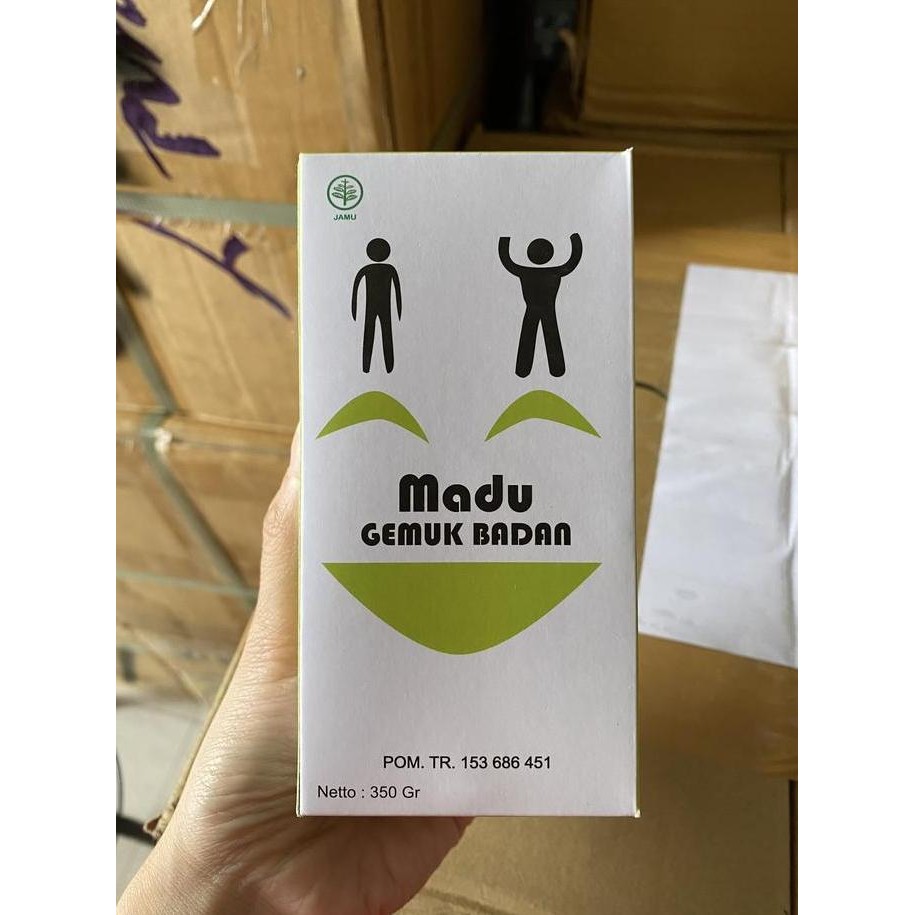 JAMU
Madu
GEMUK BADAN
POM. TR. 153 686 451
Netto : 350 Gr